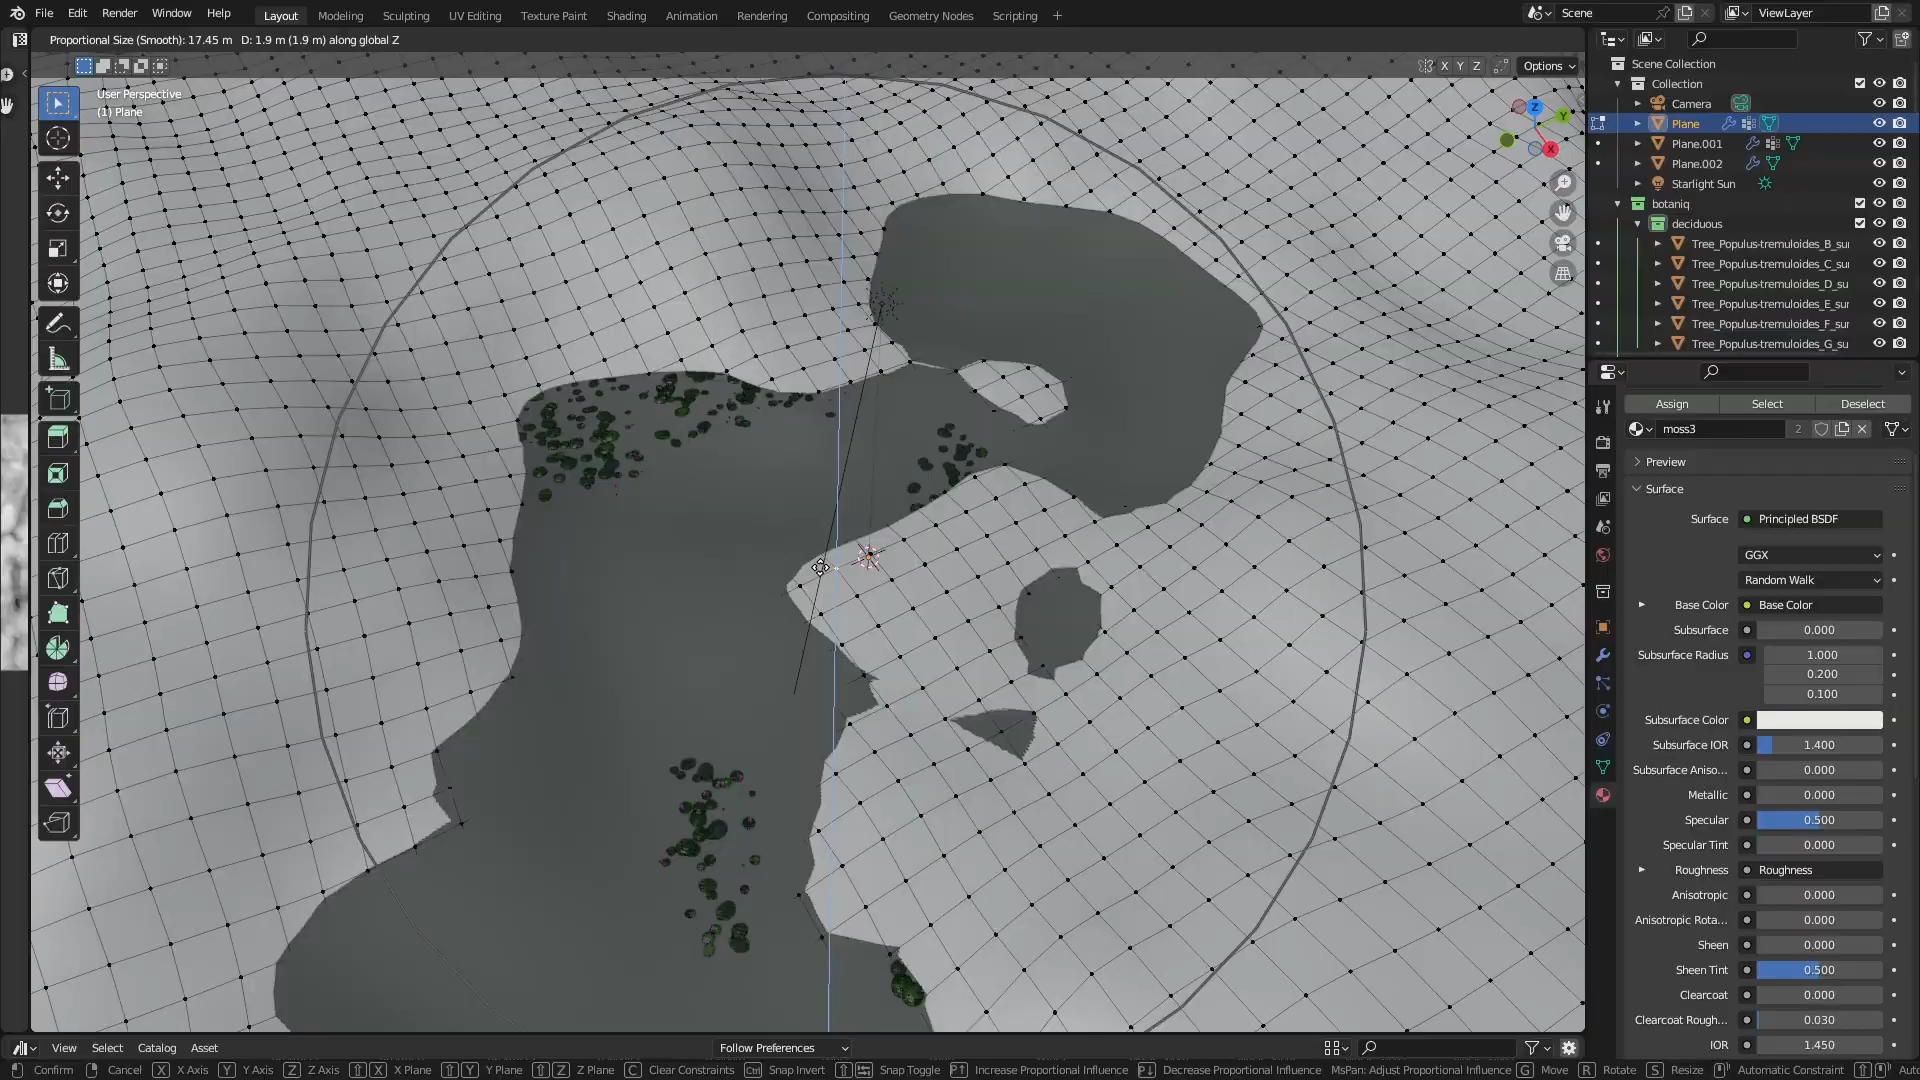 File Edit Render Window Help Layout Modeling Sculpting UV Editing Texture Paint Shading Animation Rendering Compositing Geometry Nodes Scripting + Scene ViewLayer
Proportional Size (Smooth): 17.45 m D: 1.9 m (1.9 m) along global Z
X Y Z Options
User Perspective
(1) Plane
Z
Y
X
Scene Collection
Collection
Camera
Plane
Plane.001
Plane.002
Starlight Sun
botaniq
deciduous
Tree_Populus-tremuloides_B_su
Tree_Populus-tremuloides_C_su
Tree_Populus-tremuloides_D_su
Tree_Populus-tremuloides_E_su
Tree_Populus-tremuloides_F_su
Tree_Populus-tremuloides_G_su
Assign Select Deselect
moss3 2
Preview
Surface
Surface Principled BSDF
GGX
Random Walk
Base Color Base Color
Subsurface 0.000
Subsurface Radius 1.000
0.200
0.100
Subsurface Color
Subsurface IOR 1.400
Subsurface Aniso... 0.000
Metallic 0.000
Specular 0.500
Specular Tint 0.000
Roughness Roughness
Anisotropic 0.000
Anisotropic Rota... 0.000
Sheen 0.000
Sheen Tint 0.500
Clearcoat 0.000
Clearcoat Rough... 0.030
IOR 1.450
View Select Catalog Asset Follow Preferences
Confirm Cancel X X Axis Y Y Axis Z Z Axis X X Plane Y Y Plane Z Z Plane C Clear Constraints Ctrl Snap Invert Snap Toggle Increase Proportional Influence Decrease Proportional Influence MsPan: Adjust Proportional Influence G Move R Rotate S Resize Automatic Constraint